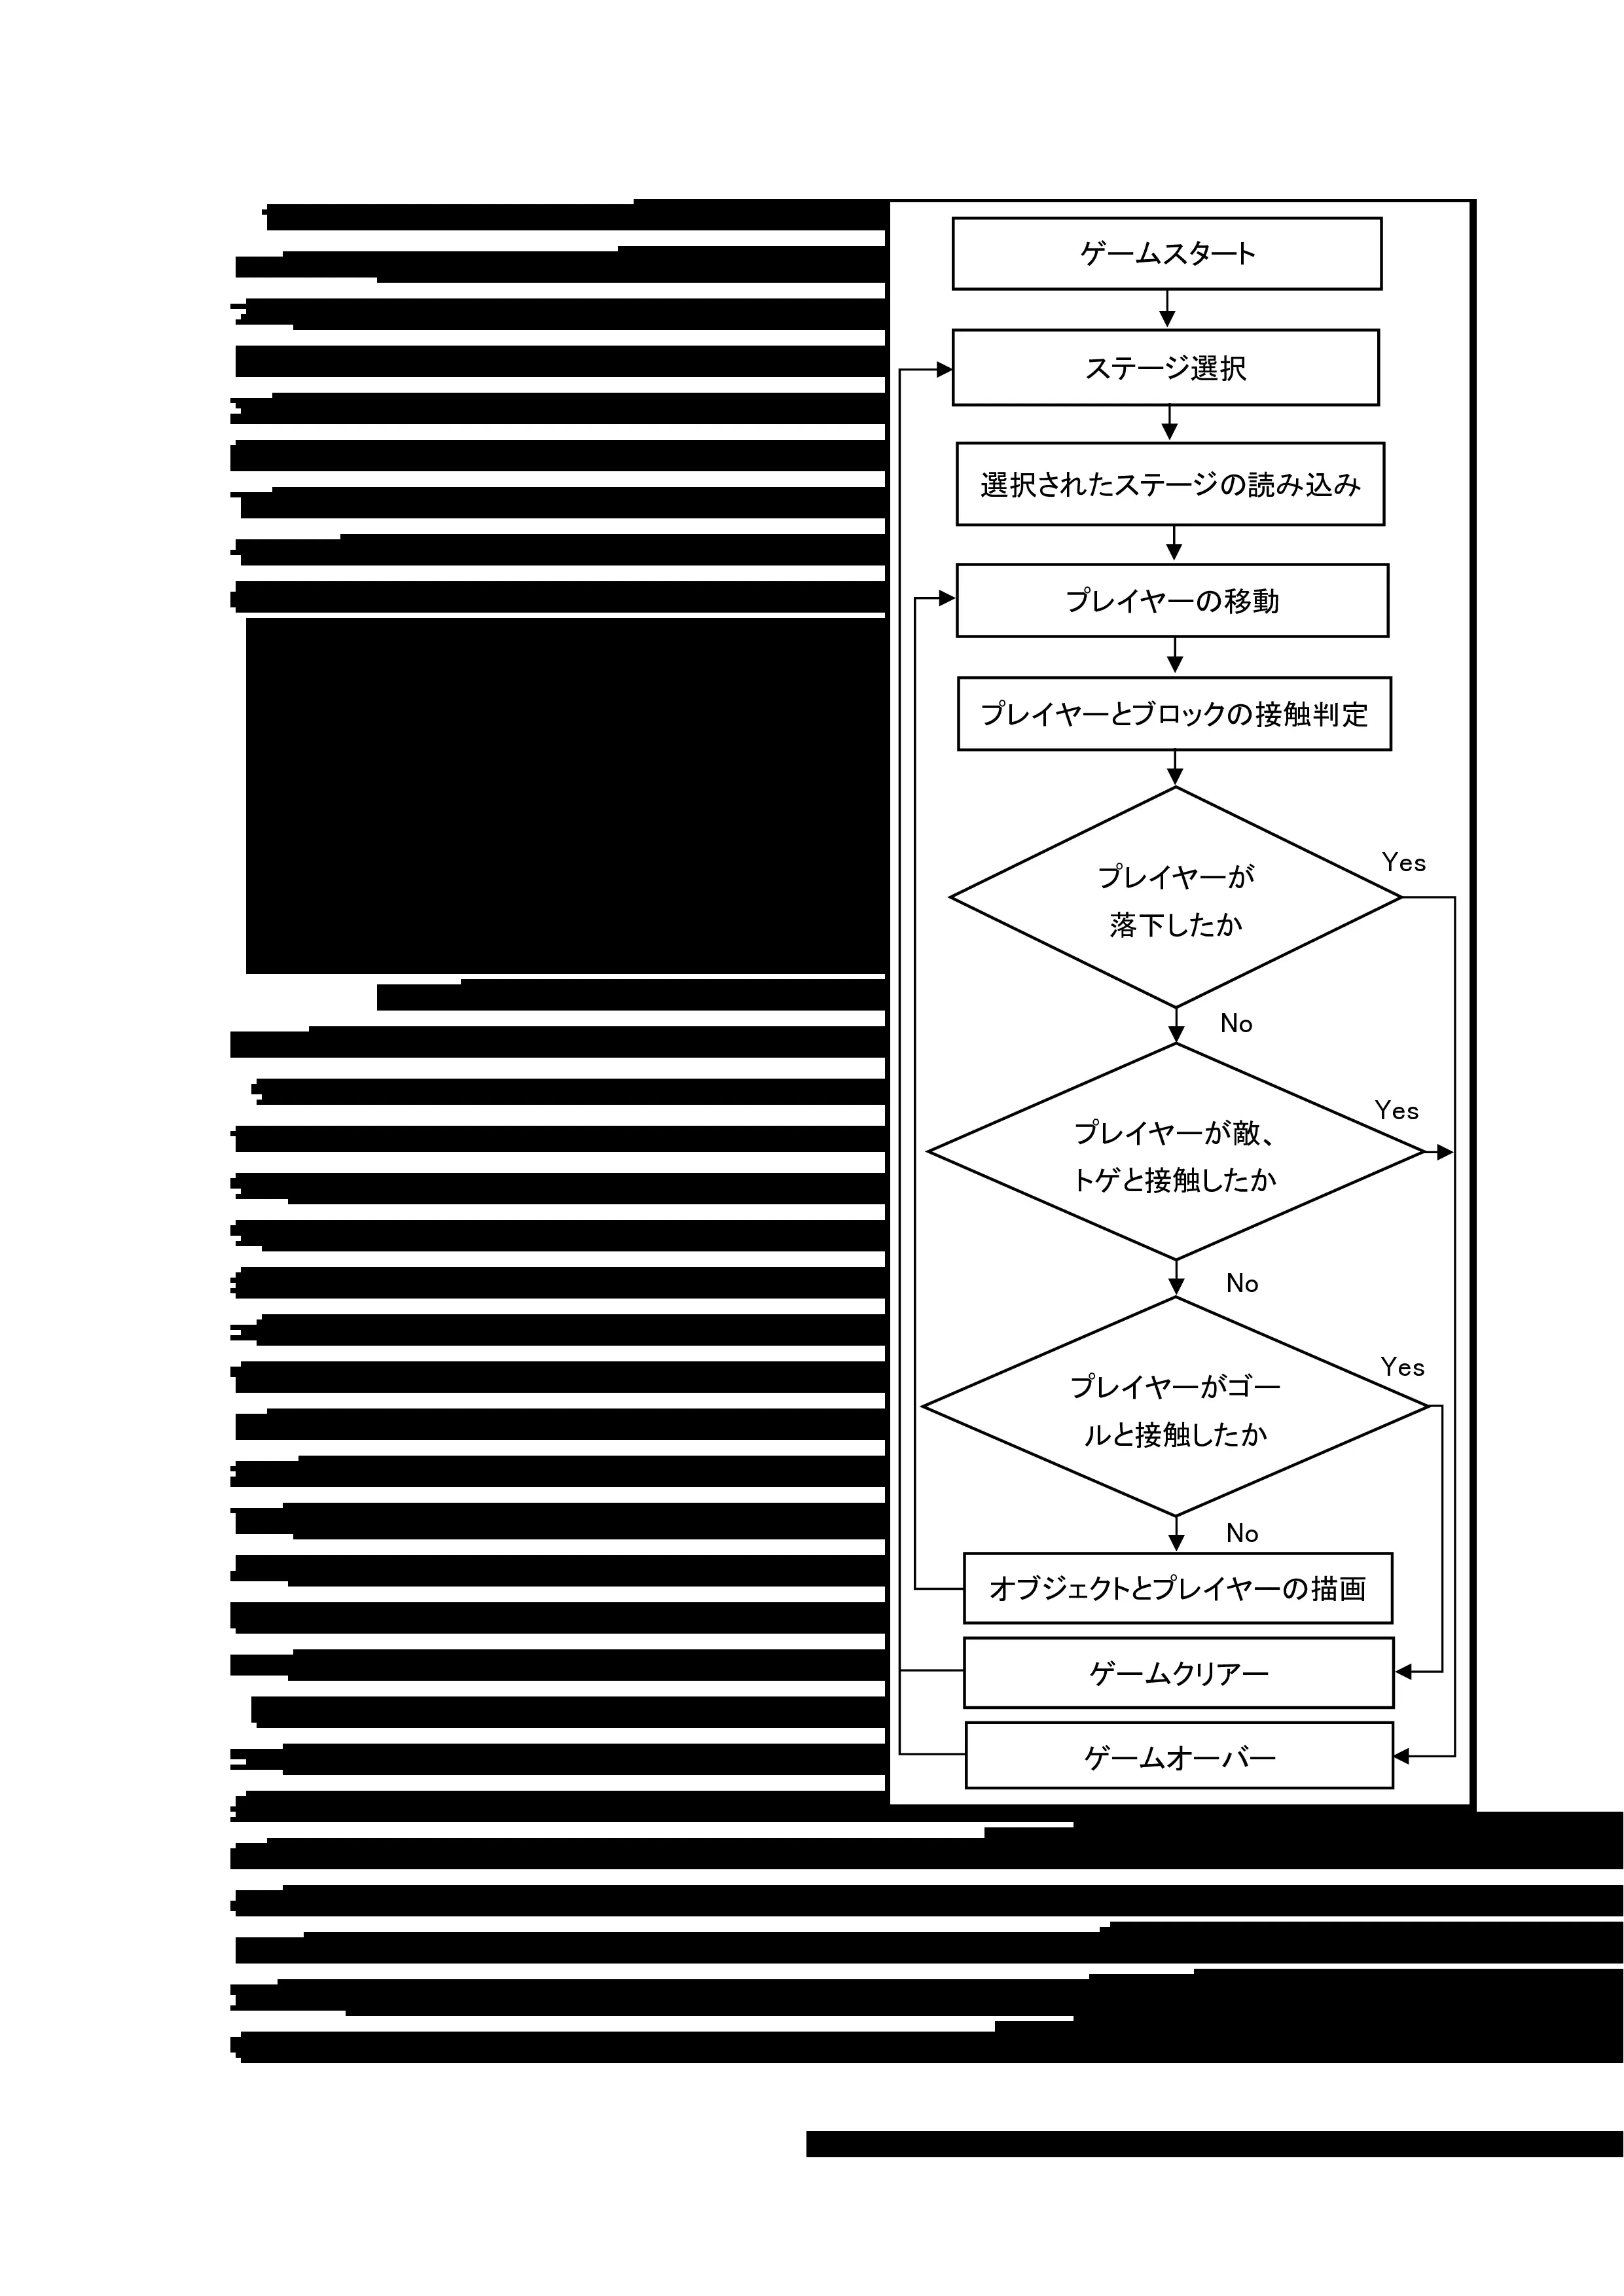 ゲームスタート
ステージ選択
選択されたステージの読み込み
プレイヤーの移動
プレイヤーとブロックの接触判定
プレイヤーが
落下したか
Yes
No
プレイヤーが敵、
トゲと接触したか
Yes
No
プレイヤーがゴー
ルと接触したか
Yes
No
オブジェクトとプレイヤーの描画
ゲームクリアー
ゲームオーバー